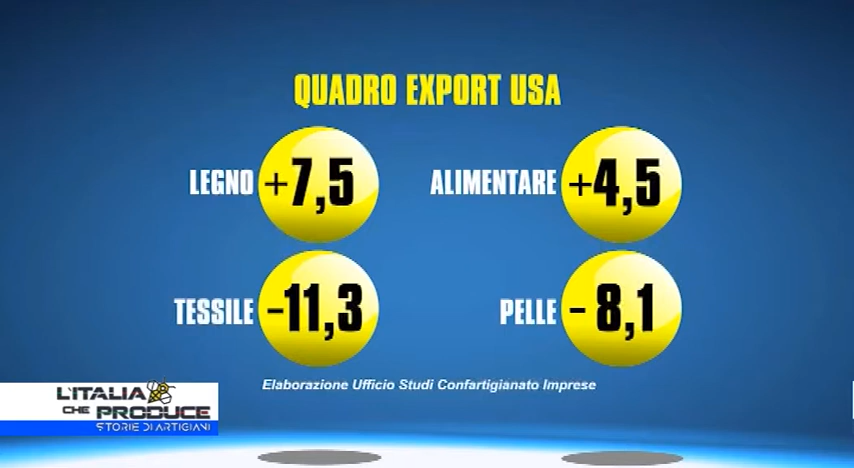 QUADRO EXPORT USA
LEGNO +7,5
ALIMENTARE +4,5
TESSILE -11,3
PELLE - 8,1
Elaborazione Ufficio Studi Confartigianato Imprese
L'ITALIA
CHE PRODUCE
STORIE DI ARTIGIANI